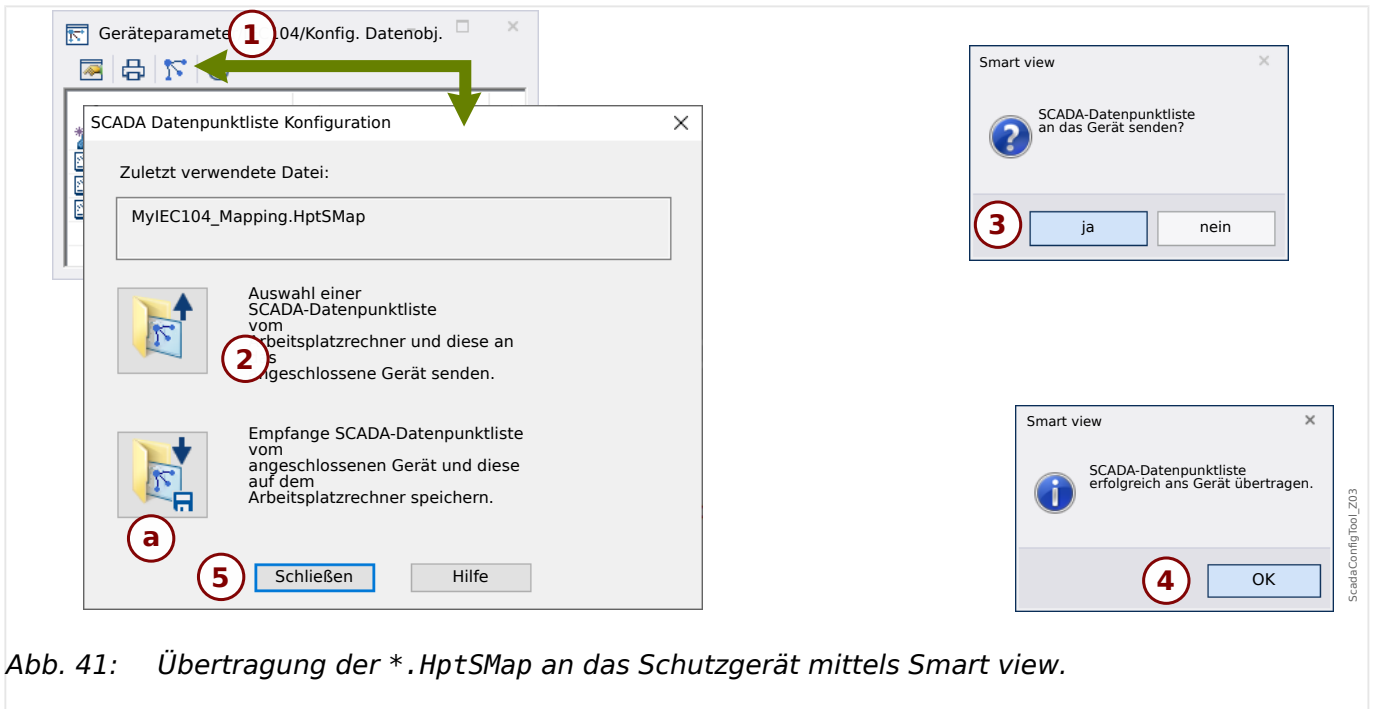 Geräteparamete
1
04/Konfig. Datenobj.
SCADA Datenpunktliste Konfiguration
Zuletzt verwendete Datei:
MyIEC104_Mapping.HptSMap
Auswahl einer
SCADA-Datenpunktliste
vom
rbeitsplatzrechner und diese an
2
s
ngeschlossene Gerät senden.
Empfange SCADA-Datenpunktliste
vom
angeschlossenen Gerät und diese
auf dem
Arbeitsplatzrechner speichern.
a
5
Schließen
Hilfe
Smart view
SCADA-Datenpunktliste
an das Gerät senden?
3
ja
nein
Smart view
SCADA-Datenpunktliste
erfolgreich ans Gerät übertragen.
4
OK
ScadaConfigTool_Z03
Abb. 41: Übertragung der *.HptSMap an das Schutzgerät mittels Smart view.